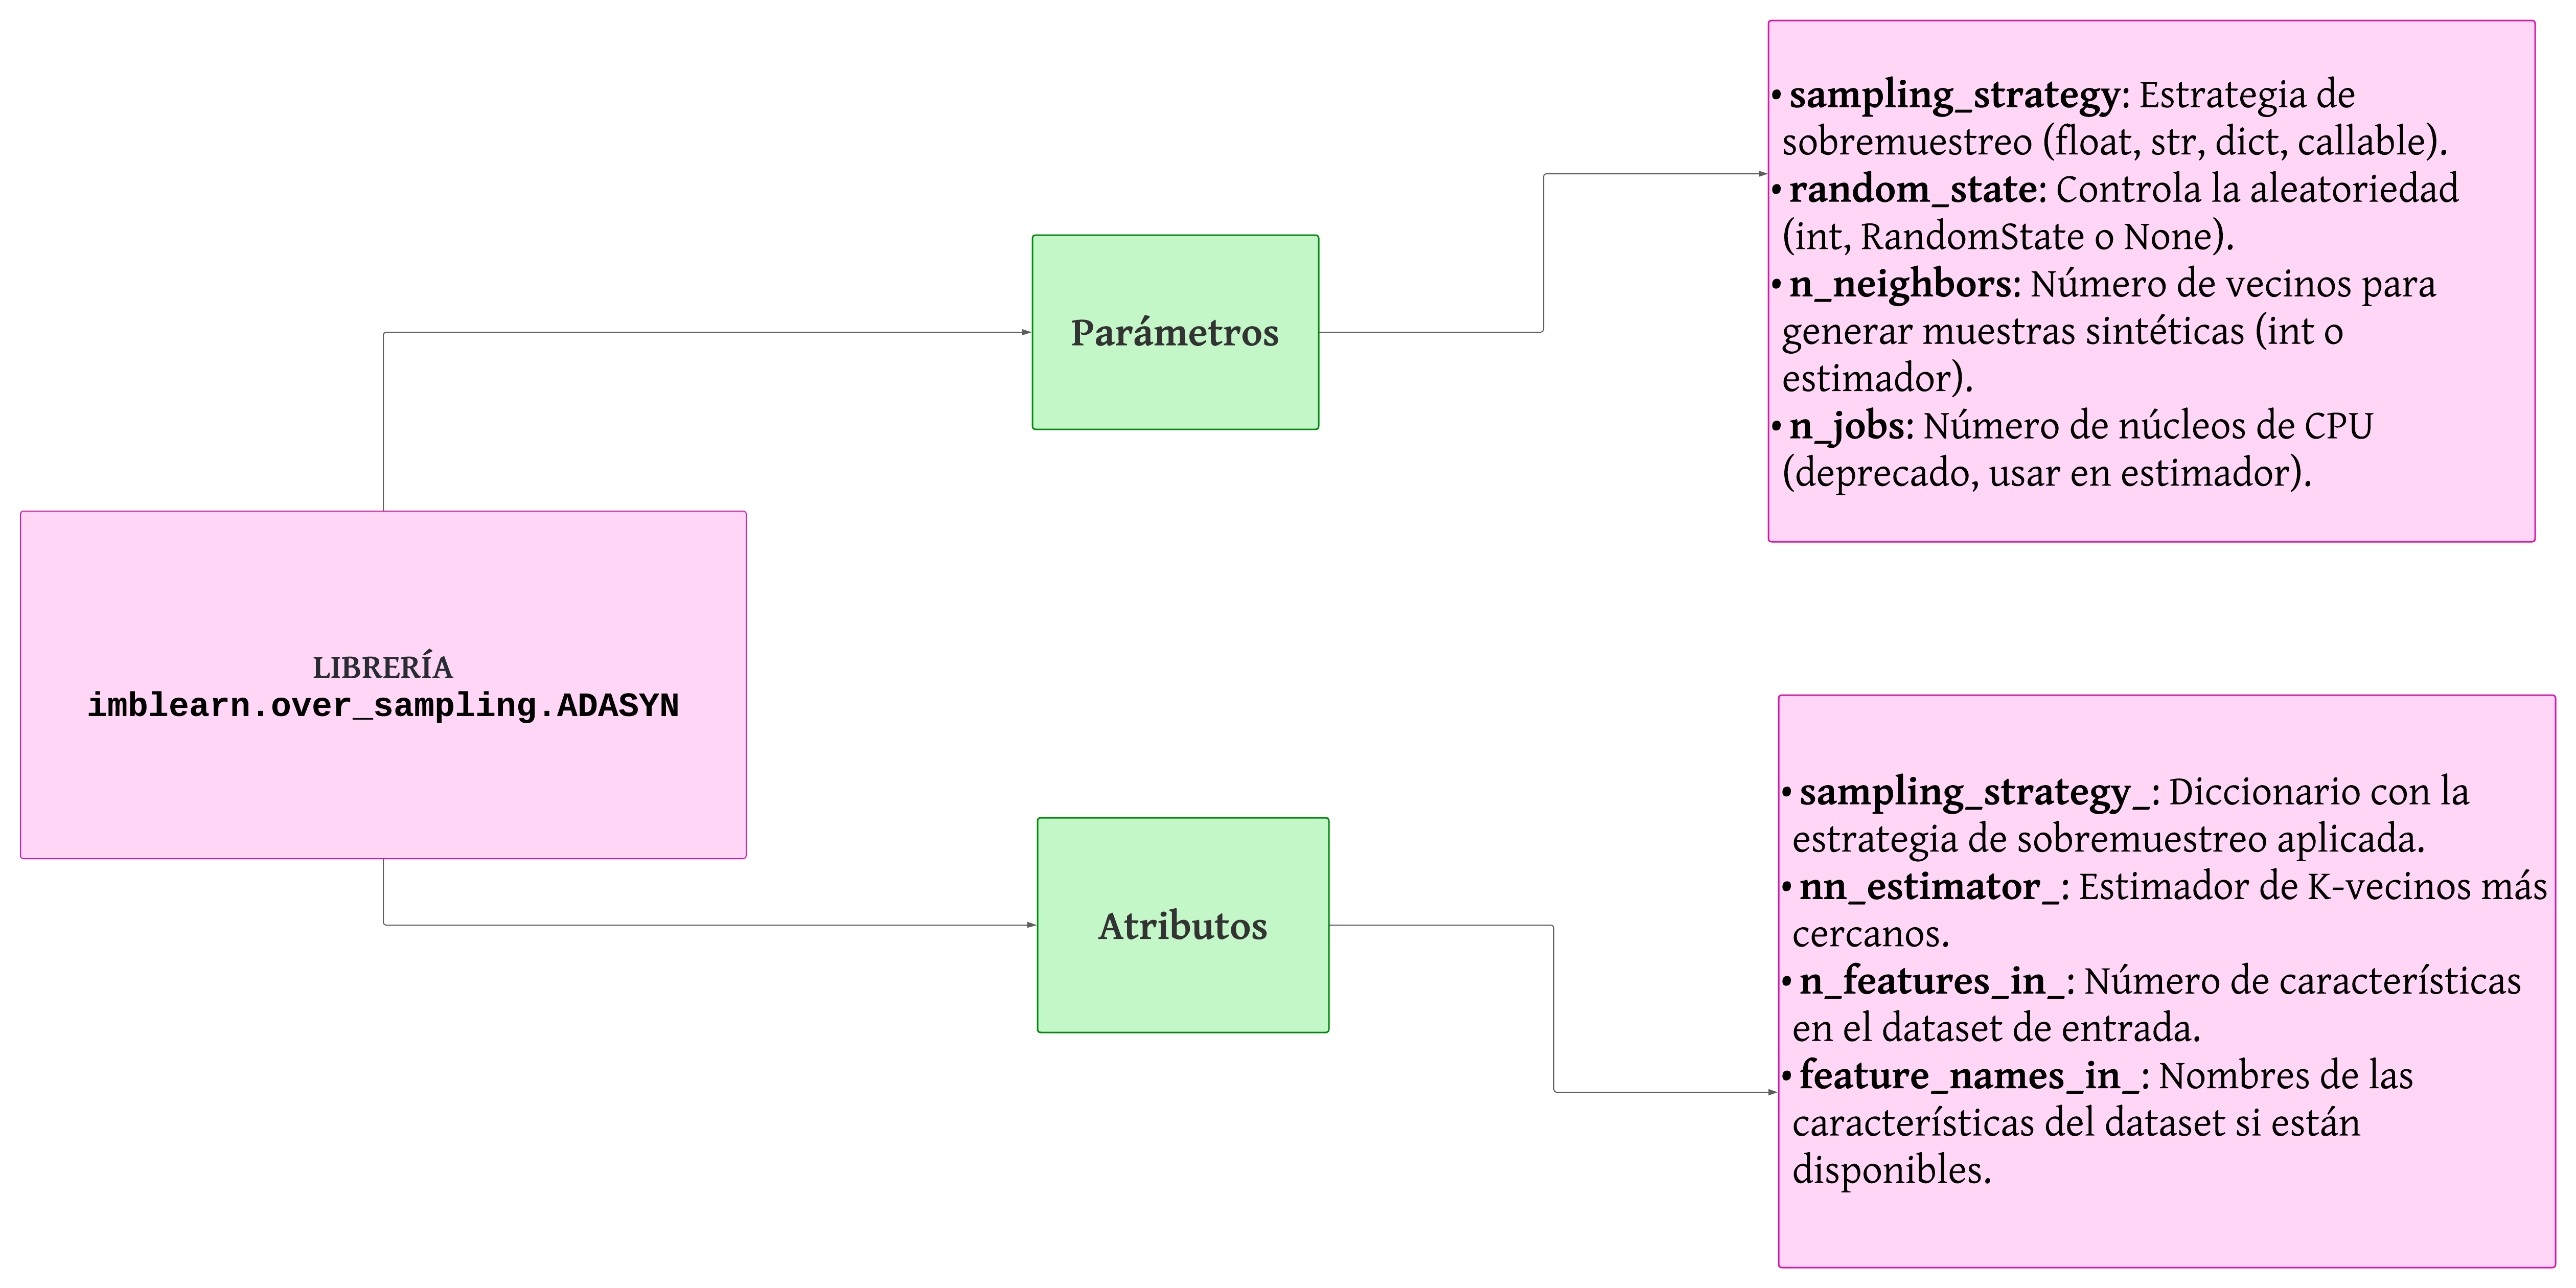 LIBRERÍA
imblearn.over_sampling.ADASYN
Parámetros
• sampling_strategy: Estrategia de
sobremuestreo (float, str, dict, callable).
• random_state: Controla la aleatoriedad
(int, RandomState o None).
• n_neighbors: Número de vecinos para
generar muestras sintéticas (int o
estimador).
• n_jobs: Número de núcleos de CPU
(deprecado, usar en estimador).
Atributos
• sampling_strategy_: Diccionario con la
estrategia de sobremuestreo aplicada.
• nn_estimator_: Estimador de K-vecinos más
cercanos.
• n_features_in_: Número de características
en el dataset de entrada.
• feature_names_in_: Nombres de las
características del dataset si están
disponibles.